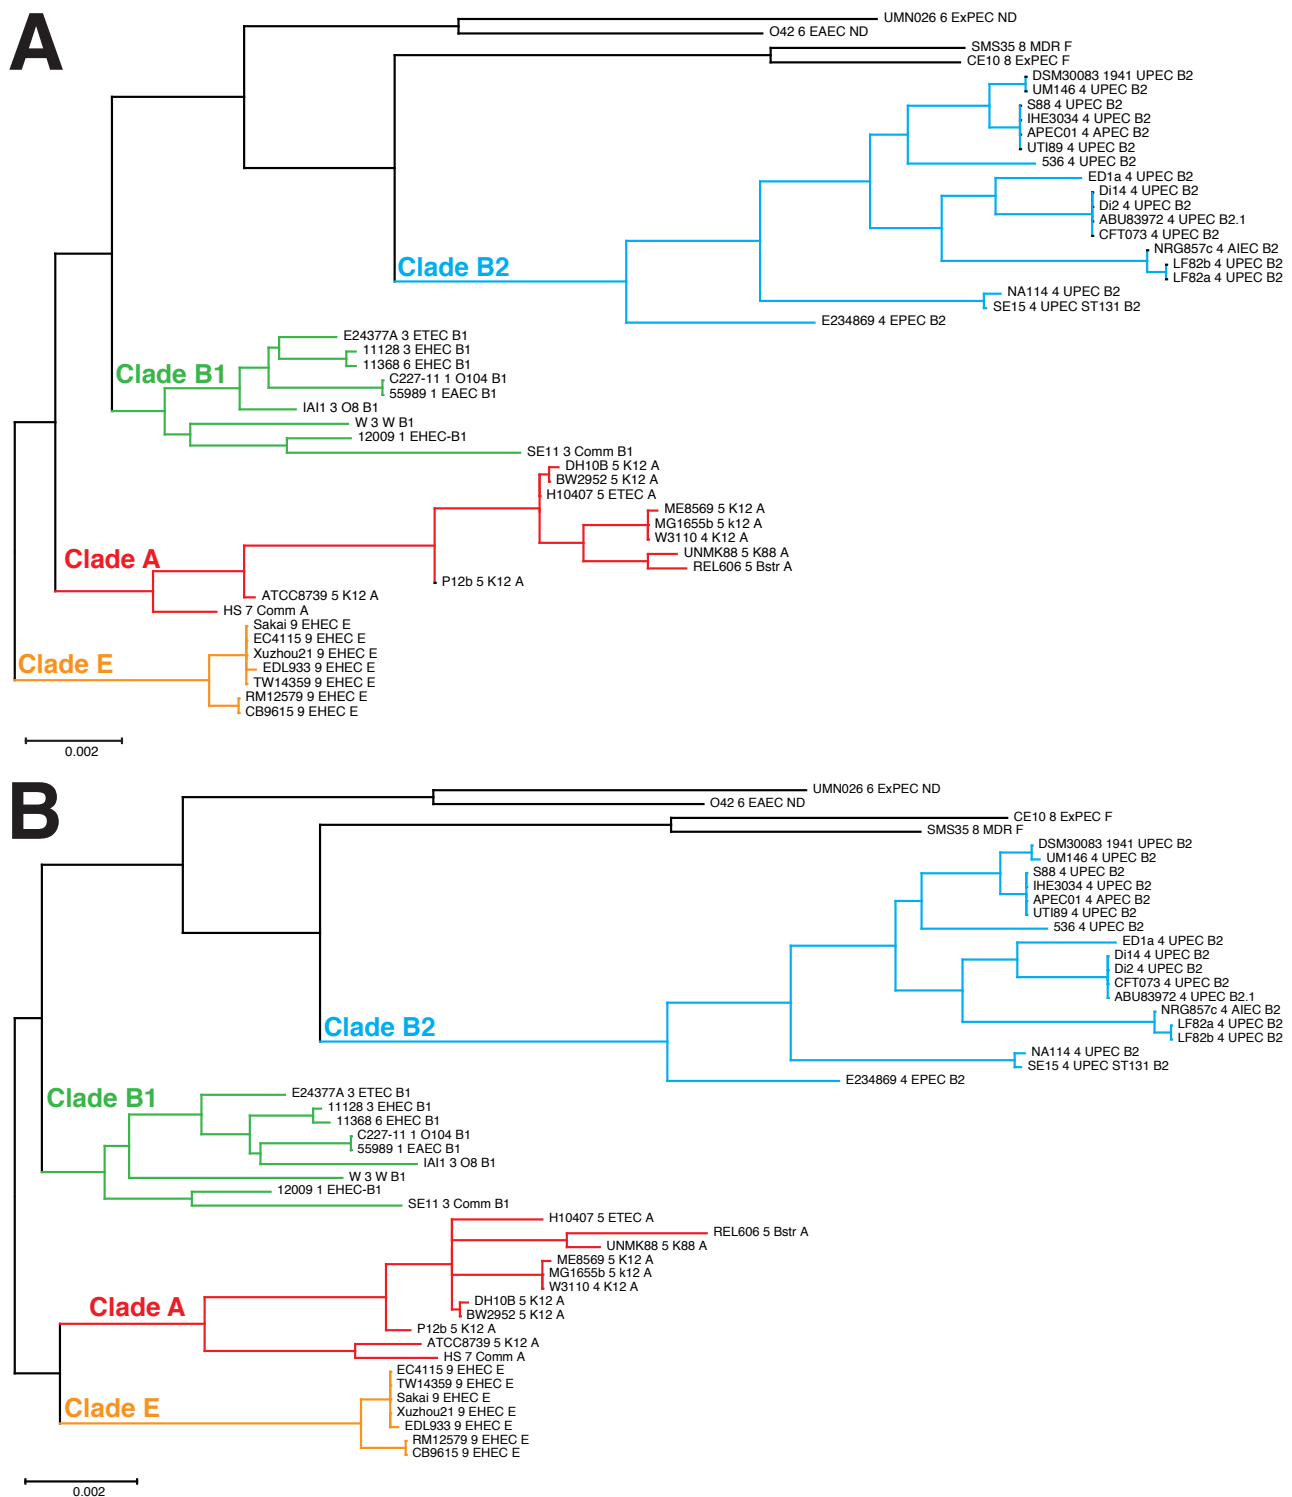 A
UMN026 6 ExPEC ND
O42 6 EAEC ND
SMS35 8 MDR F
CE10 8 ExPEC F
DSM30083 1941 UPEC B2
UM146 4 UPEC B2
S88 4 UPEC B2
IHE3034 4 UPEC B2
APEC01 4 APEC B2
UTI89 4 UPEC B2
536 4 UPEC B2
ED1a 4 UPEC B2
Di14 4 UPEC B2
Di2 4 UPEC B2
ABU83972 4 UPEC B2.1
CFT073 4 UPEC B2
NRG857c 4 AIEC B2
LF82b 4 UPEC B2
LF82a 4 UPEC B2
Clade B2
NA114 4 UPEC B2
SE15 4 UPEC ST131 B2
E234869 4 EPEC B2
E24377A 3 ETEC B1
11128 3 EHEC B1
11368 6 EHEC B1
Clade B1
C227-11 1 O104 B1
55989 1 EAEC B1
IAI1 3 O8 B1
W 3 W B1
12009 1 EHEC-B1
SE11 3 Comm B1
DH10B 5 K12 A
BW2952 5 K12 A
H10407 5 ETEC A
ME8569 5 K12 A
MG1655b 5 k12 A
W3110 4 K12 A
UNMK88 5 K88 A
REL606 5 Bstr A
Clade A
P12b 5 K12 A
ATCC8739 5 K12 A
HS 7 Comm A
Sakai 9 EHEC E
EC4115 9 EHEC E
Xuzhou21 9 EHEC E
Clade E
EDL933 9 EHEC E
TW14359 9 EHEC E
RM12579 9 EHEC E
CB9615 9 EHEC E
0.002
B
UMN026 6 ExPEC ND
O42 6 EAEC ND
CE10 8 ExPEC F
SMS35 8 MDR F
DSM30083 1941 UPEC B2
UM146 4 UPEC B2
S88 4 UPEC B2
IHE3034 4 UPEC B2
APEC01 4 APEC B2
UTI89 4 UPEC B2
536 4 UPEC B2
ED1a 4 UPEC B2
Di14 4 UPEC B2
Di2 4 UPEC B2
CFT073 4 UPEC B2
ABU83972 4 UPEC B2.1
NRG857c 4 AIEC B2
LF82a 4 UPEC B2
Clade B2
LF82b 4 UPEC B2
NA114 4 UPEC B2
SE15 4 UPEC ST131 B2
E234869 4 EPEC B2
E24377A 3 ETEC B1
Clade B1
11128 3 EHEC B1
11368 6 EHEC B1
C227-11 1 O104 B1
55989 1 EAEC B1
IAI1 3 O8 B1
W 3 W B1
12009 1 EHEC-B1
SE11 3 Comm B1
H10407 5 ETEC A
REL606 5 Bstr A
UNMK88 5 K88 A
ME8569 5 K12 A
MG1655b 5 k12 A
W3110 4 K12 A
DH10B 5 K12 A
Clade A
BW2952 5 K12 A
P12b 5 K12 A
ATCC8739 5 K12 A
HS 7 Comm A
EC4115 9 EHEC E
TW14359 9 EHEC E
Sakai 9 EHEC E
Clade E
Xuzhou21 9 EHEC E
EDL933 9 EHEC E
RM12579 9 EHEC E
CB9615 9 EHEC E
0.002